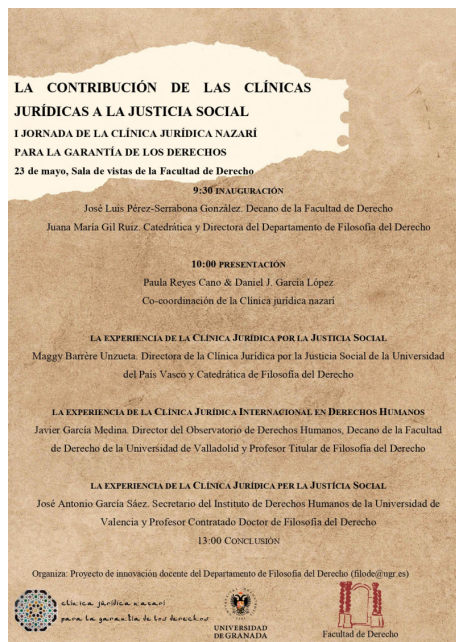 LA CONTRIBUCIÓN DE LAS CLÍNICAS
JURÍDICAS A LA JUSTICIA SOCIAL
I JORNADA DE LA CLÍNICA JURÍDICA NAZARÍ
PARA LA GARANTÍA DE LOS DERECHOS
23 de mayo, Sala de vistas de la Facultad de Derecho
9:30 INAUGURACIÓN
José Luis Pérez-Serrabona González. Decano de la Facultad de Derecho
Juana María Gil Ruiz. Catedrática y Directora del Departamento de Filosofía del Derecho
10:00 PRESENTACIÓN
Paula Reyes Cano & Daniel J. García López
Co-coordinación de la Clínica jurídica nazarí
LA EXPERIENCIA DE LA CLÍNICA JURÍDICA POR LA JUSTICIA SOCIAL
Maggy Barrère Unzueta. Directora de la Clínica Jurídica por la Justicia Social de la Universidad
del País Vasco y Catedrática de Filosofía del Derecho
LA EXPERIENCIA DE LA CLÍNICA JURÍDICA INTERNACIONAL EN DERECHOS HUMANOS
Javier García Medina. Director del Observatorio de Derechos Humanos, Decano de la Facultad
de Derecho de la Universidad de Valladolid y Profesor Titular de Filosofía del Derecho
LA EXPERIENCIA DE LA CLÍNICA JURÍDICA PER LA JUSTÍCIA SOCIAL
José Antonio García Sáez. Secretario del Instituto de Derechos Humanos de la Universidad de
Valencia y Profesor Contratado Doctor de Filosofía del Derecho
13:00 CONCLUSIÓN
Organiza: Proyecto de innovación docente del Departamento de Filosofía del Derecho (filode@ugr.es)
clínica jurídica nazarí
para la garantía de los derechos
UNIVERSIDAD
DE GRANADA
Facultad de Derecho